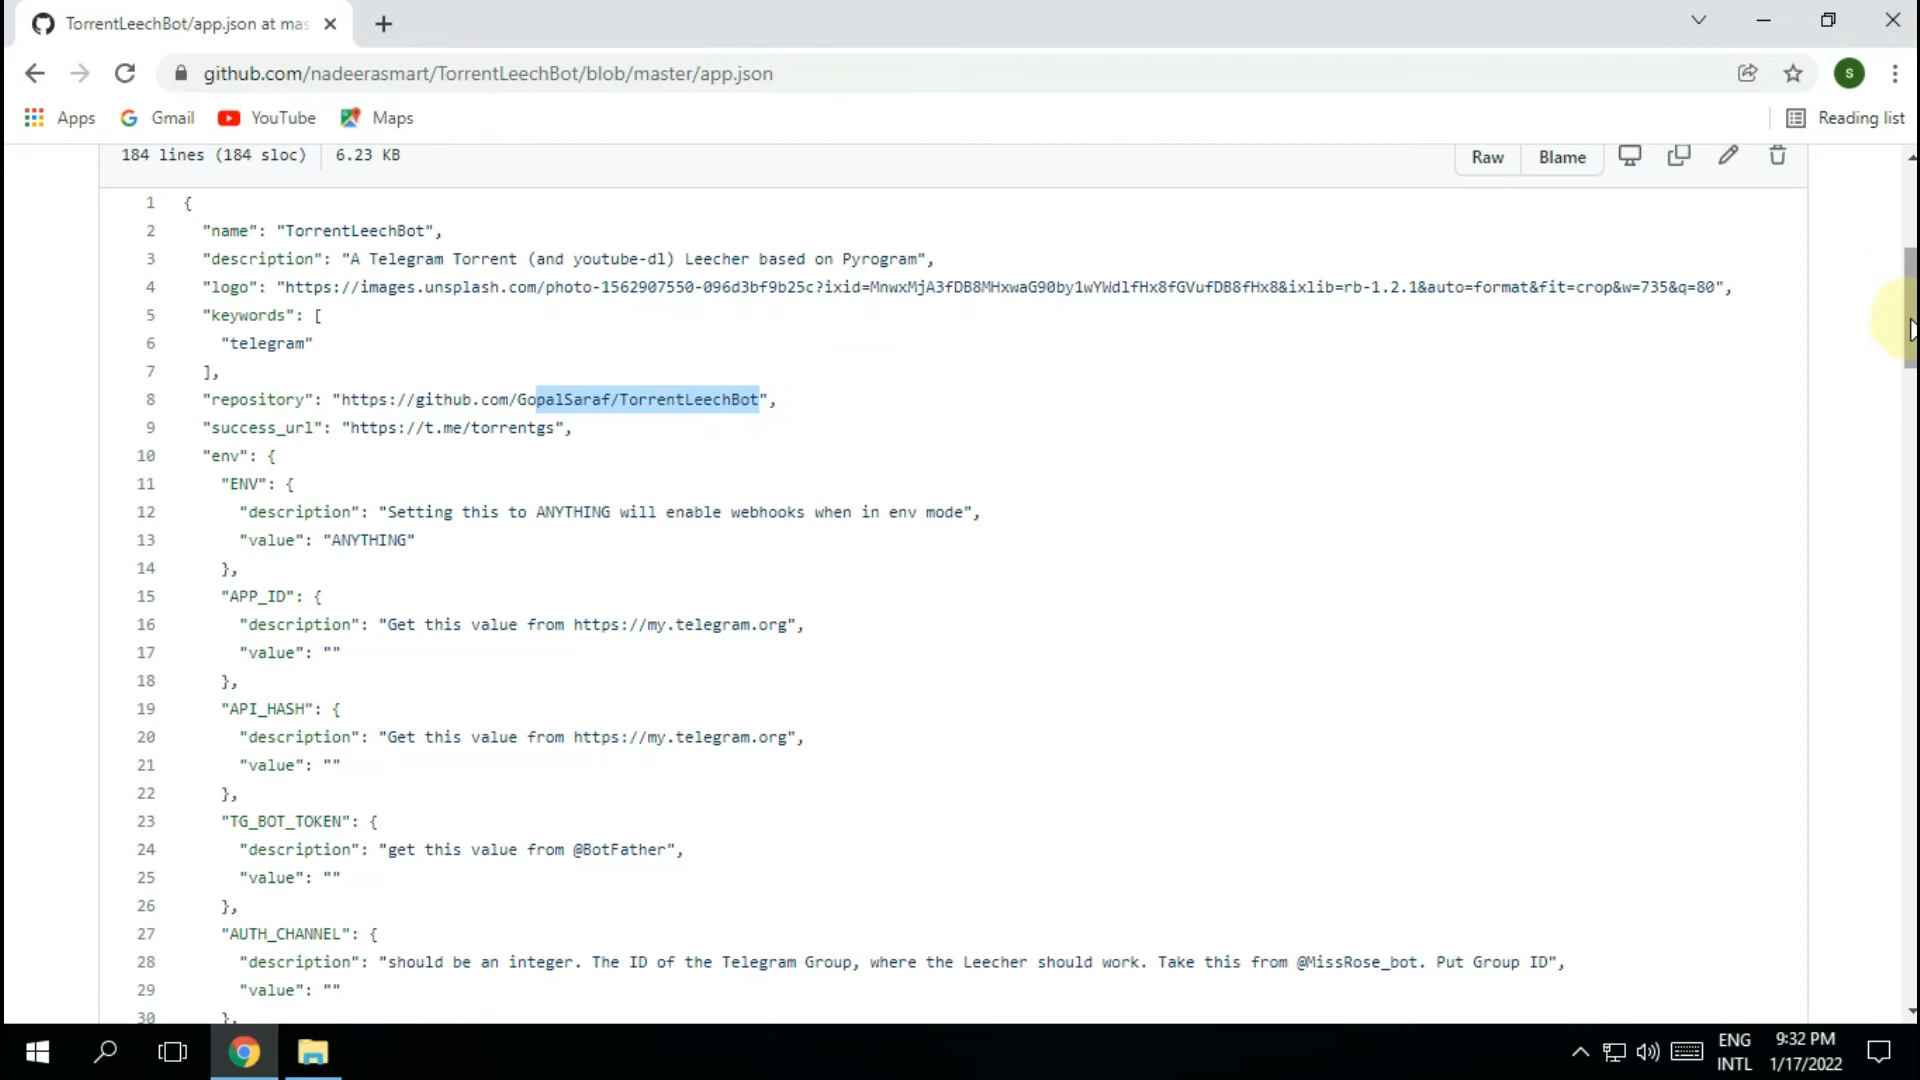 TorrentLeechBot/app.json at mas
github.com/nadeerasmart/TorrentLeechBot/blob/master/app.json
s
Apps
Gmail
YouTube
Maps
Reading list
184 lines (184 sloc)
6.23 KB
Raw
Blame
1 {
2 "name": "TorrentLeechBot",
3 "description": "A Telegram Torrent (and youtube-dl) Leecher based on Pyrogram",
4 "logo": "https://images.unsplash.com/photo-1562907550-096d3bf9b25c?ixid=MnwxMjA3fDB8MHxwaG90by1wYWdlfHx8fGVufDB8fHx8&ixlib=rb-1.2.1&auto=format&fit=crop&w=735&q=80",
5 "keywords": [
6 "telegram"
7 ],
8 "repository": "https://github.com/GopalSaraf/TorrentLeechBot",
9 "success_url": "https://t.me/torrentgs",
10 "env": {
11 "ENV": {
12 "description": "Setting this to ANYTHING will enable webhooks when in env mode",
13 "value": "ANYTHING"
14 },
15 "APP_ID": {
16 "description": "Get this value from https://my.telegram.org",
17 "value": ""
18 },
19 "API_HASH": {
20 "description": "Get this value from https://my.telegram.org",
21 "value": ""
22 },
23 "TG_BOT_TOKEN": {
24 "description": "get this value from @BotFather",
25 "value": ""
26 },
27 "AUTH_CHANNEL": {
28 "description": "should be an integer. The ID of the Telegram Group, where the Leecher should work. Take this from @MissRose_bot. Put Group ID",
29 "value": ""
30 },
ENG
INTL
9:32 PM
1/17/2022